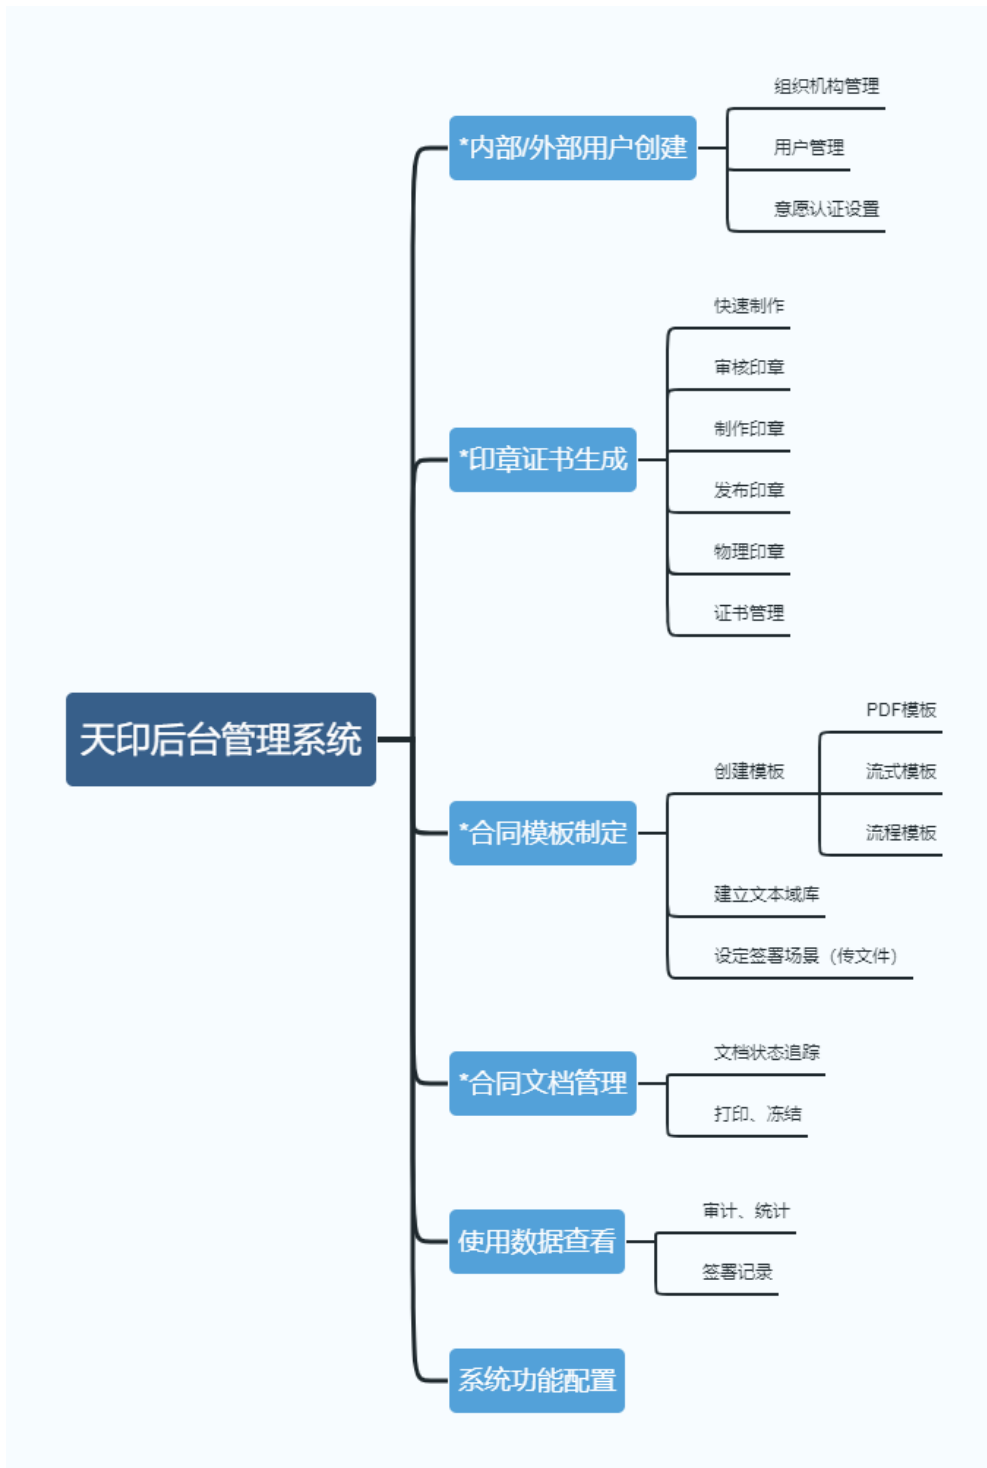 天印后台管理系统
*内部/外部用户创建
组织机构管理
用户管理
意愿认证设置
*印章证书生成
快速制作
审核印章
制作印章
发布印章
物理印章
证书管理
*合同模板制定
创建模板
PDF模板
流式模板
流程模板
建立文本域库
设定签署场景（传文件）
*合同文档管理
文档状态追踪
打印、冻结
使用数据查看
审计、统计
签署记录
系统功能配置